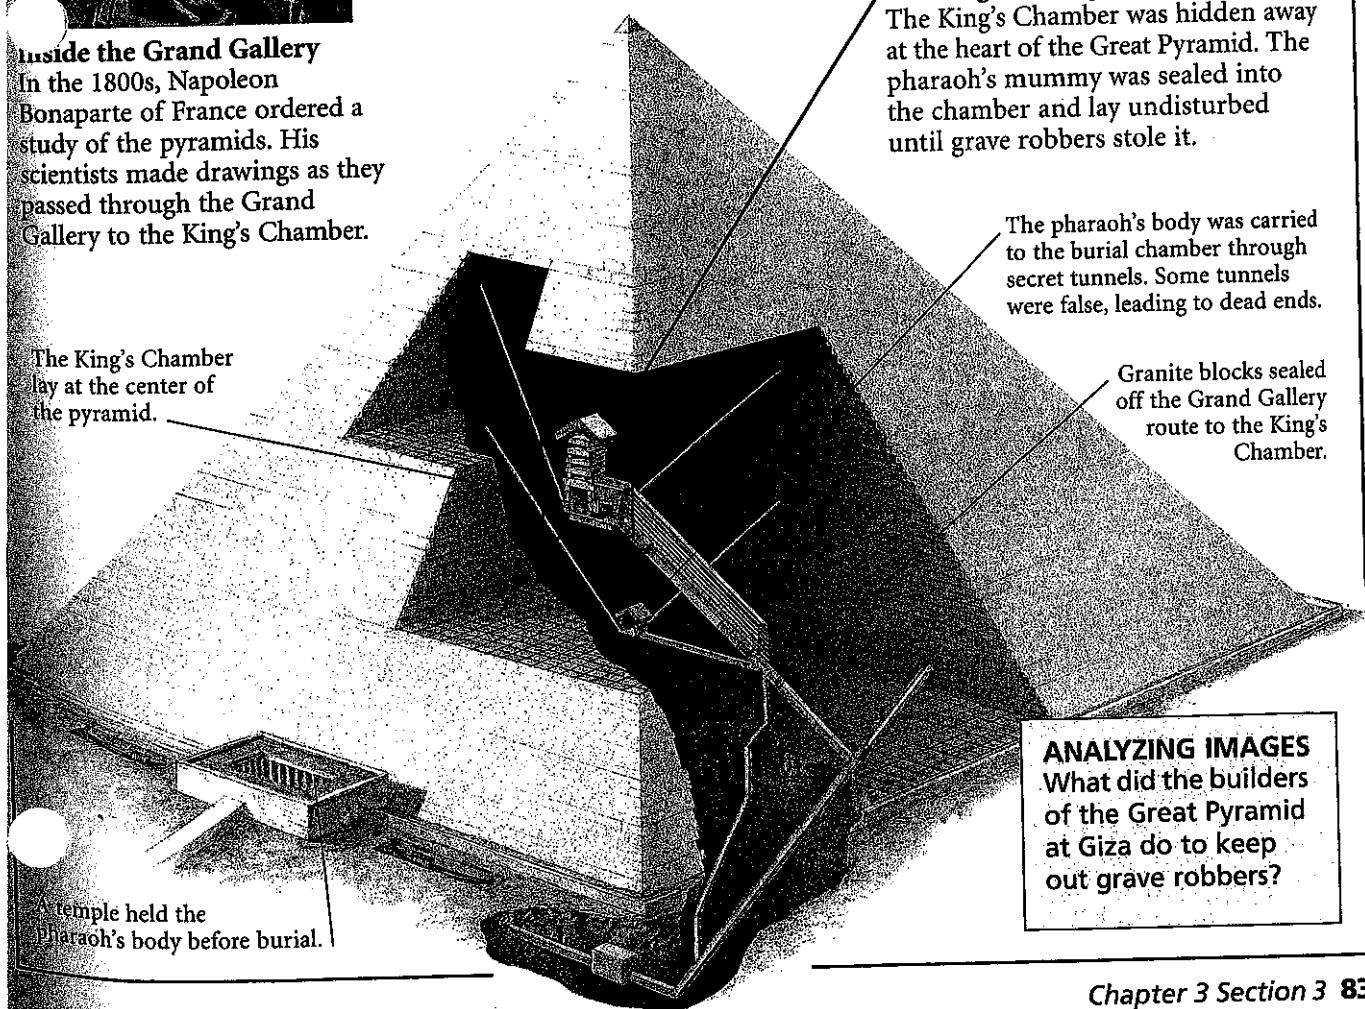 Inside the Grand Gallery
In the 1800s, Napoleon
Bonaparte of France ordered a
study of the pyramids. His
scientists made drawings as they
passed through the Grand
Gallery to the King's Chamber.
The King's Chamber was hidden away
at the heart of the Great Pyramid. The
pharaoh's mummy was sealed into
the chamber and lay undisturbed
until grave robbers stole it.
The pharaoh's body was carried
to the burial chamber through
secret tunnels. Some tunnels
were false, leading to dead ends.
The King's Chamber
lay at the center of
the pyramid.
Granite blocks sealed
off the Grand Gallery
route to the King's
Chamber.
ANALYZING IMAGES
What did the builders
of the Great Pyramid
at Giza do to keep
out grave robbers?
A temple held the
pharaoh's body before burial.
Chapter 3 Section 3 83